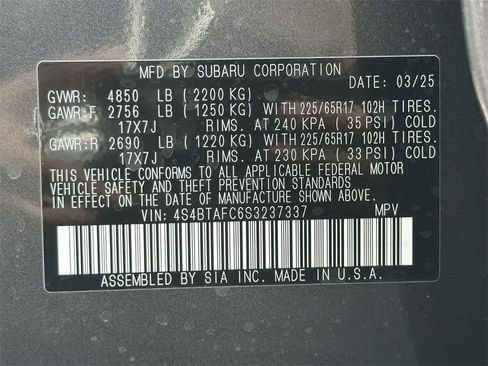 MFD BY SUBARU CORPORATION
DATE: 03/25
GVWR: 4850 LB (2200 KG)
GAWR:F 2756 LB (1250 KG) WITH 225/65R17 102H TIRES.
17X7J RIMS. AT 240 KPA (35 PSI) COLD
GAWR:R 2690 LB (1220 KG) WITH 225/65R17 102H TIRES.
17X7J RIMS. AT 230 KPA (33 PSI) COLD
THIS VEHICLE CONFORMS TO ALL APPLICABLE FEDERAL MOTOR
VEHICLE SAFETY AND THEFT PREVENTION STANDARDS
IN EFFECT ON THE DATE OF MANUFACTURE SHOWN ABOVE.
VIN: 4S4BTAFC6S3237337 MPV
ASSEMBLED BY SIA INC. MADE IN U.S.A.